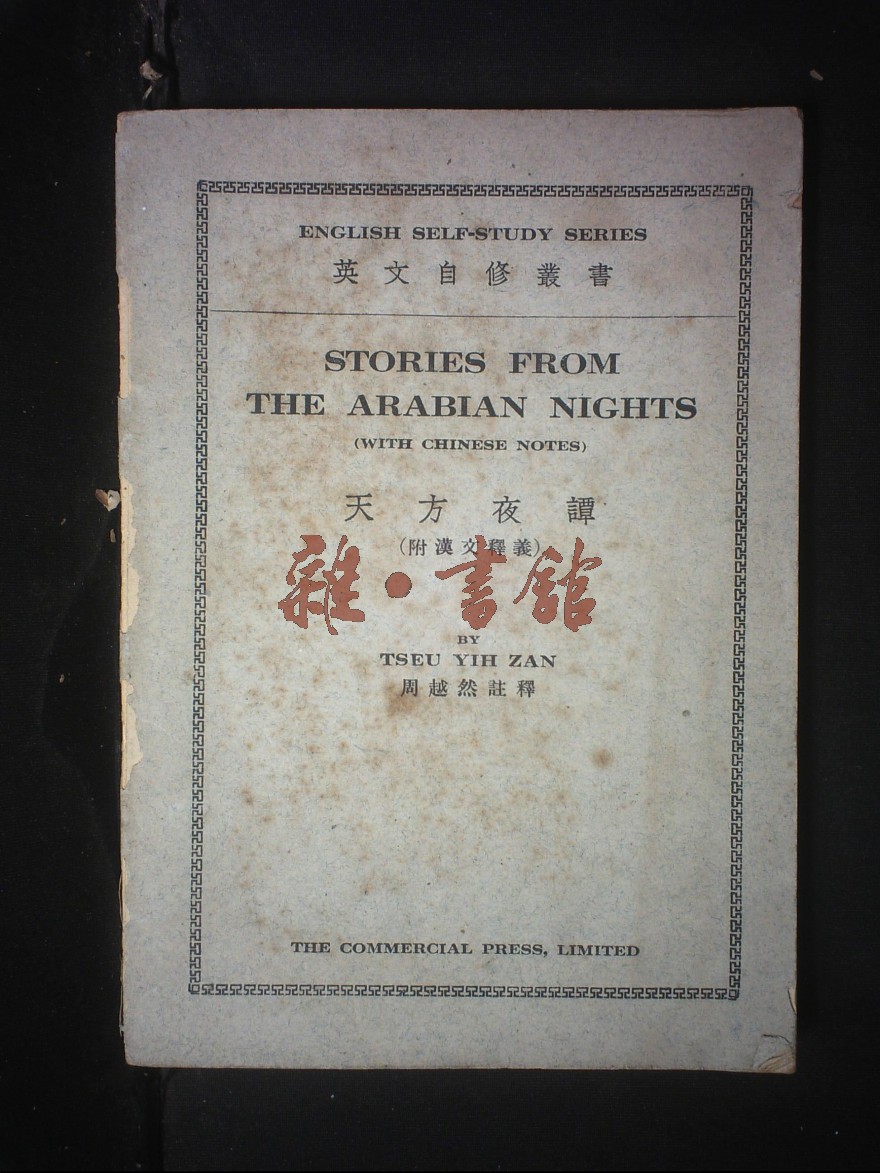 ENGLISH SELF-STUDY SERIES
英文自修叢書
STORIES FROM
THE ARABIAN NIGHTS
(WITH CHINESE NOTES)
天方夜譚
(附漢文釋義)
雜·書館
BY
TSEU YIH ZAN
周越然註釋
THE COMMERCIAL PRESS, LIMITED